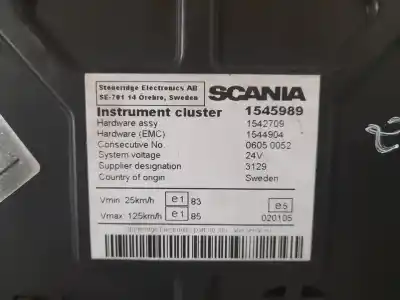 Stoneridge Electronics AB
SE-701 14 Örebro, Sweden
SCANIA
Instrument cluster 1545989
Hardware assy 1542709
Hardware (EMC) 1544904
Consecutive No. 0605 0052
System voltage 24V
Supplier designation 3129
Country of origin Sweden
Vmin 25km/h e1 83 e5
Vmax 125km/h e1 85 020105